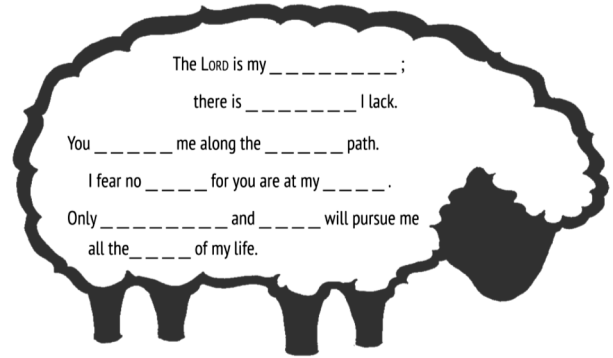 The LORD is my _ _ _ _ _ _ _ _ ;
there is _ _ _ _ _ _ _ I lack.
You _ _ _ _ _ me along the _ _ _ _ _ path.
I fear no _ _ _ _ for you are at my _ _ _ _ .
Only _ _ _ _ _ _ _ _ and _ _ _ _ will pursue me
all the _ _ _ _ of my life.